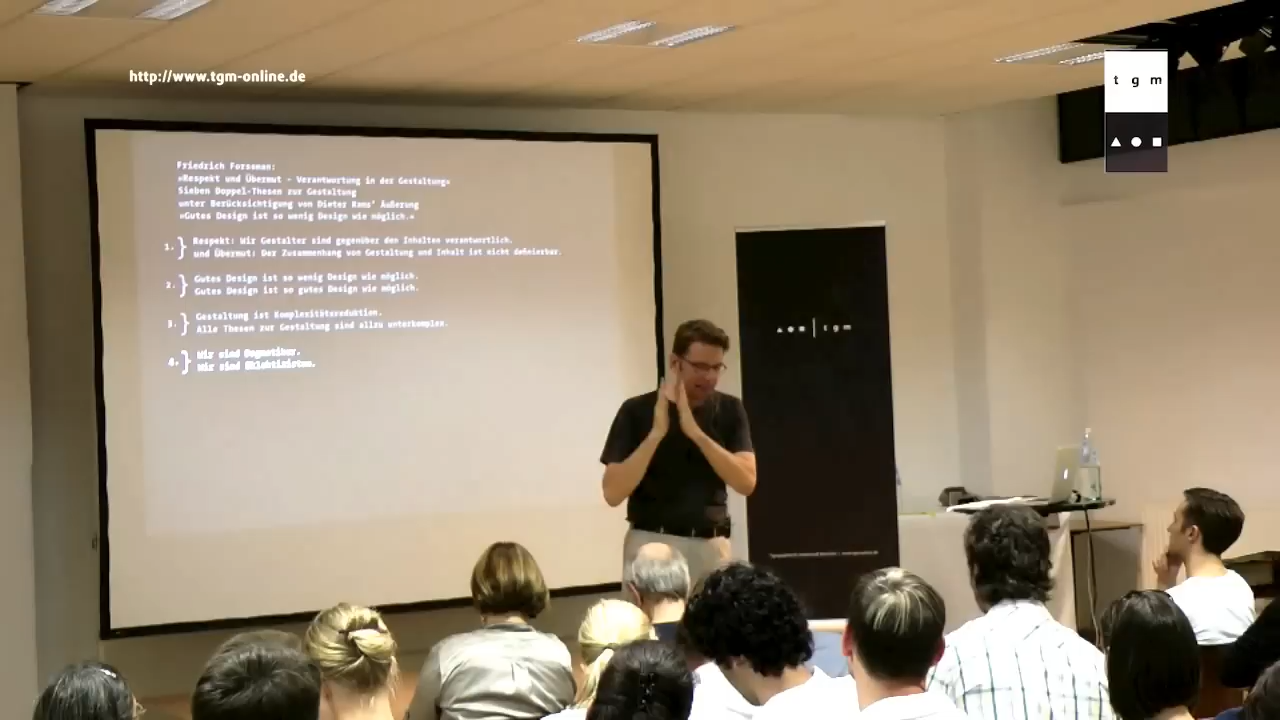 http://www.tgm-online.de
t g m
Friedrich Forssman:
»Respekt und Übermut – Verantwortung in der Gestaltung«
Sieben Doppel-Thesen zur Gestaltung
unter Berücksichtigung von Dieter Rams' Äußerung
»Gutes Design ist so wenig Design wie möglich.«
1. } Respekt: Wir Gestalter sind gegenüber den Inhalten verantwortlich.
und Übermut: Der Zusammenhang von Gestaltung und Inhalt ist nicht definierbar.
2. } Gutes Design ist so wenig Design wie möglich.
Gutes Design ist so gutes Design wie möglich.
3. } Gestaltung ist Komplexitätsreduktion.
Alle Thesen zur Gestaltung sind allzu unterkomplex.
4. } Wir sind Dogmatiker.
Wir sind Eklektizisten.
t g m